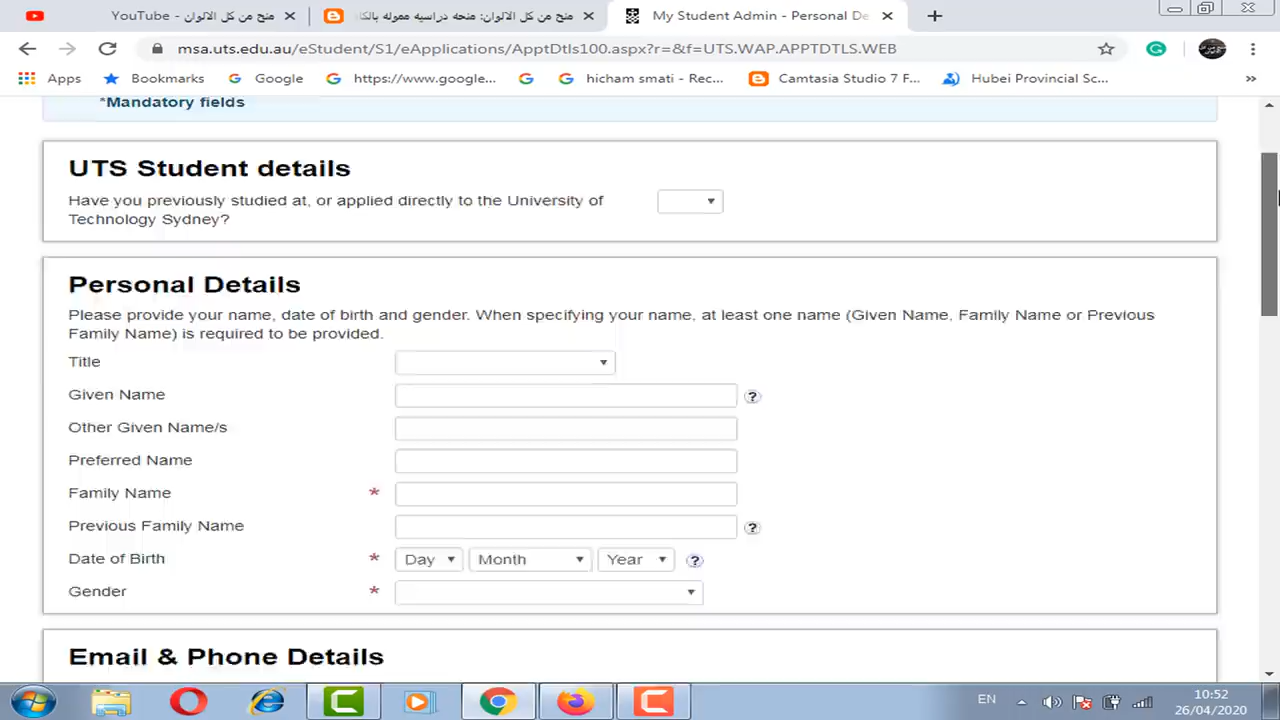 YouTube - منح من كل الالوان
منح من كل الالوان: منحه دراسيه مموله بالكا
My Student Admin - Personal De
msa.uts.edu.au/eStudent/S1/eApplications/ApptDtls100.aspx?r=&f=UTS.WAP.APPTDTLS.WEB
Apps Bookmarks Google https://www.google... hicham smati - Rec... Camtasia Studio 7 F... Hubei Provincial Sc... »
*Mandatory fields
UTS Student details
Have you previously studied at, or applied directly to the University of
Technology Sydney?
Personal Details
Please provide your name, date of birth and gender. When specifying your name, at least one name (Given Name, Family Name or Previous
Family Name) is required to be provided.
Title
Given Name ?
Other Given Name/s
Preferred Name
Family Name *
Previous Family Name ?
Date of Birth * Day Month Year ?
Gender *
Email & Phone Details
EN 10:52
26/04/2020